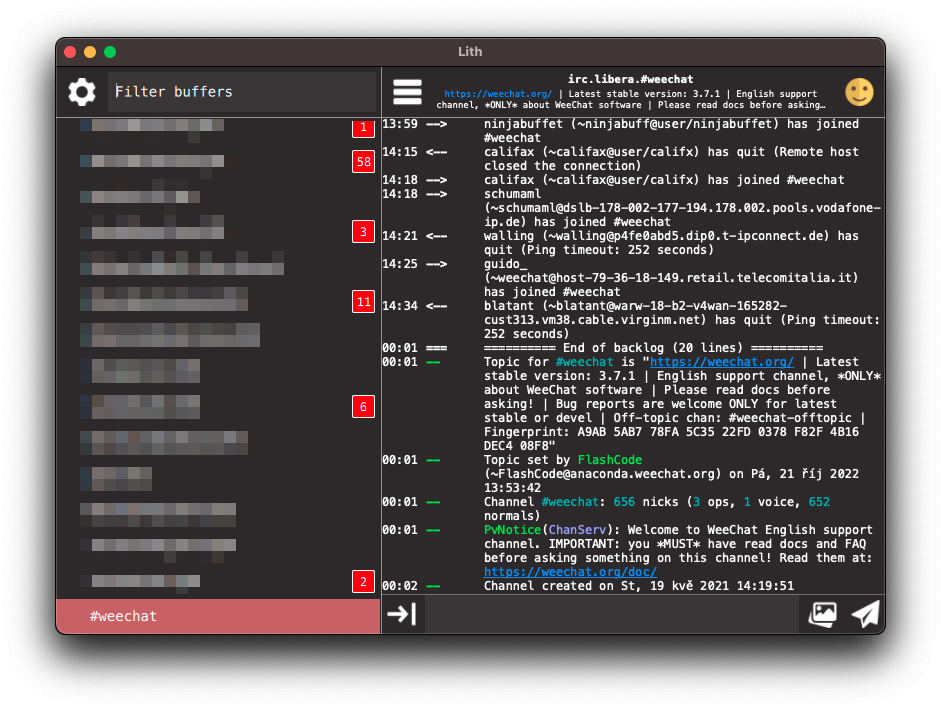 Lith
Filter buffers
1
58
3
11
6
2
#weechat
irc.libera.#weechat
https://weechat.org/ | Latest stable version: 3.7.1 | English support
channel, *ONLY* about WeeChat software | Please read docs before asking…
13:59 --> ninjabuffet (~ninjabuff@user/ninjabuffet) has joined
#weechat
14:15 <-- califax (~califax@user/califx) has quit (Remote host
closed the connection)
14:18 --> califax (~califax@user/califx) has joined #weechat
14:18 --> schumaml
(~schumaml@dslb-178-002-177-194.178.002.pools.vodafone-
ip.de) has joined #weechat
14:21 <-- walling (~walling@p4fe0abd5.dip0.t-ipconnect.de) has
quit (Ping timeout: 252 seconds)
14:25 --> guido_
(~weechat@host-79-36-18-149.retail.telecomitalia.it)
has joined #weechat
14:34 <-- blatant (~blatant@warw-18-b2-v4wan-165282-
cust313.vm38.cable.virginm.net) has quit (Ping timeout:
252 seconds)
00:01 === ========== End of backlog (20 lines) ==========
00:01 -- Topic for #weechat is "https://weechat.org/ | Latest
stable version: 3.7.1 | English support channel, *ONLY*
about WeeChat software | Please read docs before
asking! | Bug reports are welcome ONLY for latest
stable or devel | Off-topic chan: #weechat-offtopic |
Fingerprint: A9AB 5AB7 78FA 5C35 22FD 0378 F82F 4B16
DEC4 08F8"
00:01 -- Topic set by FlashCode
(~FlashCode@anaconda.weechat.org) on Pá, 21 říj 2022
13:53:42
00:01 -- Channel #weechat: 656 nicks (3 ops, 1 voice, 652
normals)
00:01 -- PvNotice(ChanServ): Welcome to WeeChat English support
channel. IMPORTANT: you *MUST* have read docs and FAQ
before asking something on this channel! Read them at:
https://weechat.org/doc/
00:02 -- Channel created on St, 19 kvě 2021 14:19:51